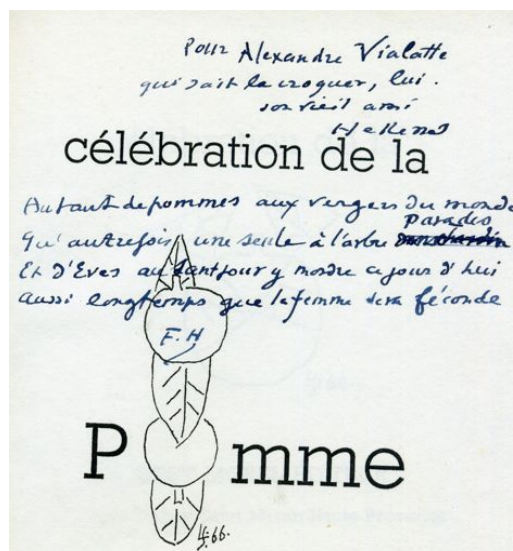 Pour Alexandre Vialatte
qui sait la croquer, lui.
son vieil ami
Hellens
célébration de la
Autant de pommes aux vergers du monde
Qu'autrefois une seule à l'arbre Paradis
Et d'Eves autant pour y mordre aujourd'hui
Aussi longtemps que la femme sera féconde
F.H
Pomme
66.